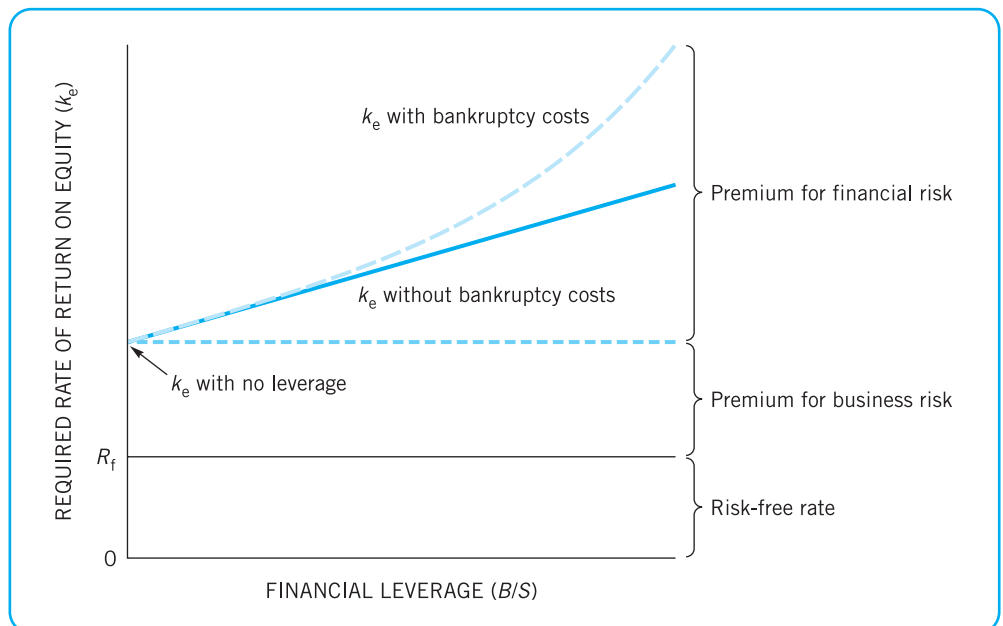 REQUIRED RATE OF RETURN ON EQUITY (kₑ)
kₑ with bankruptcy costs
Premium for financial risk
kₑ without bankruptcy costs
kₑ with no leverage
Premium for business risk
R_f
Risk-free rate
0
FINANCIAL LEVERAGE (B/S)